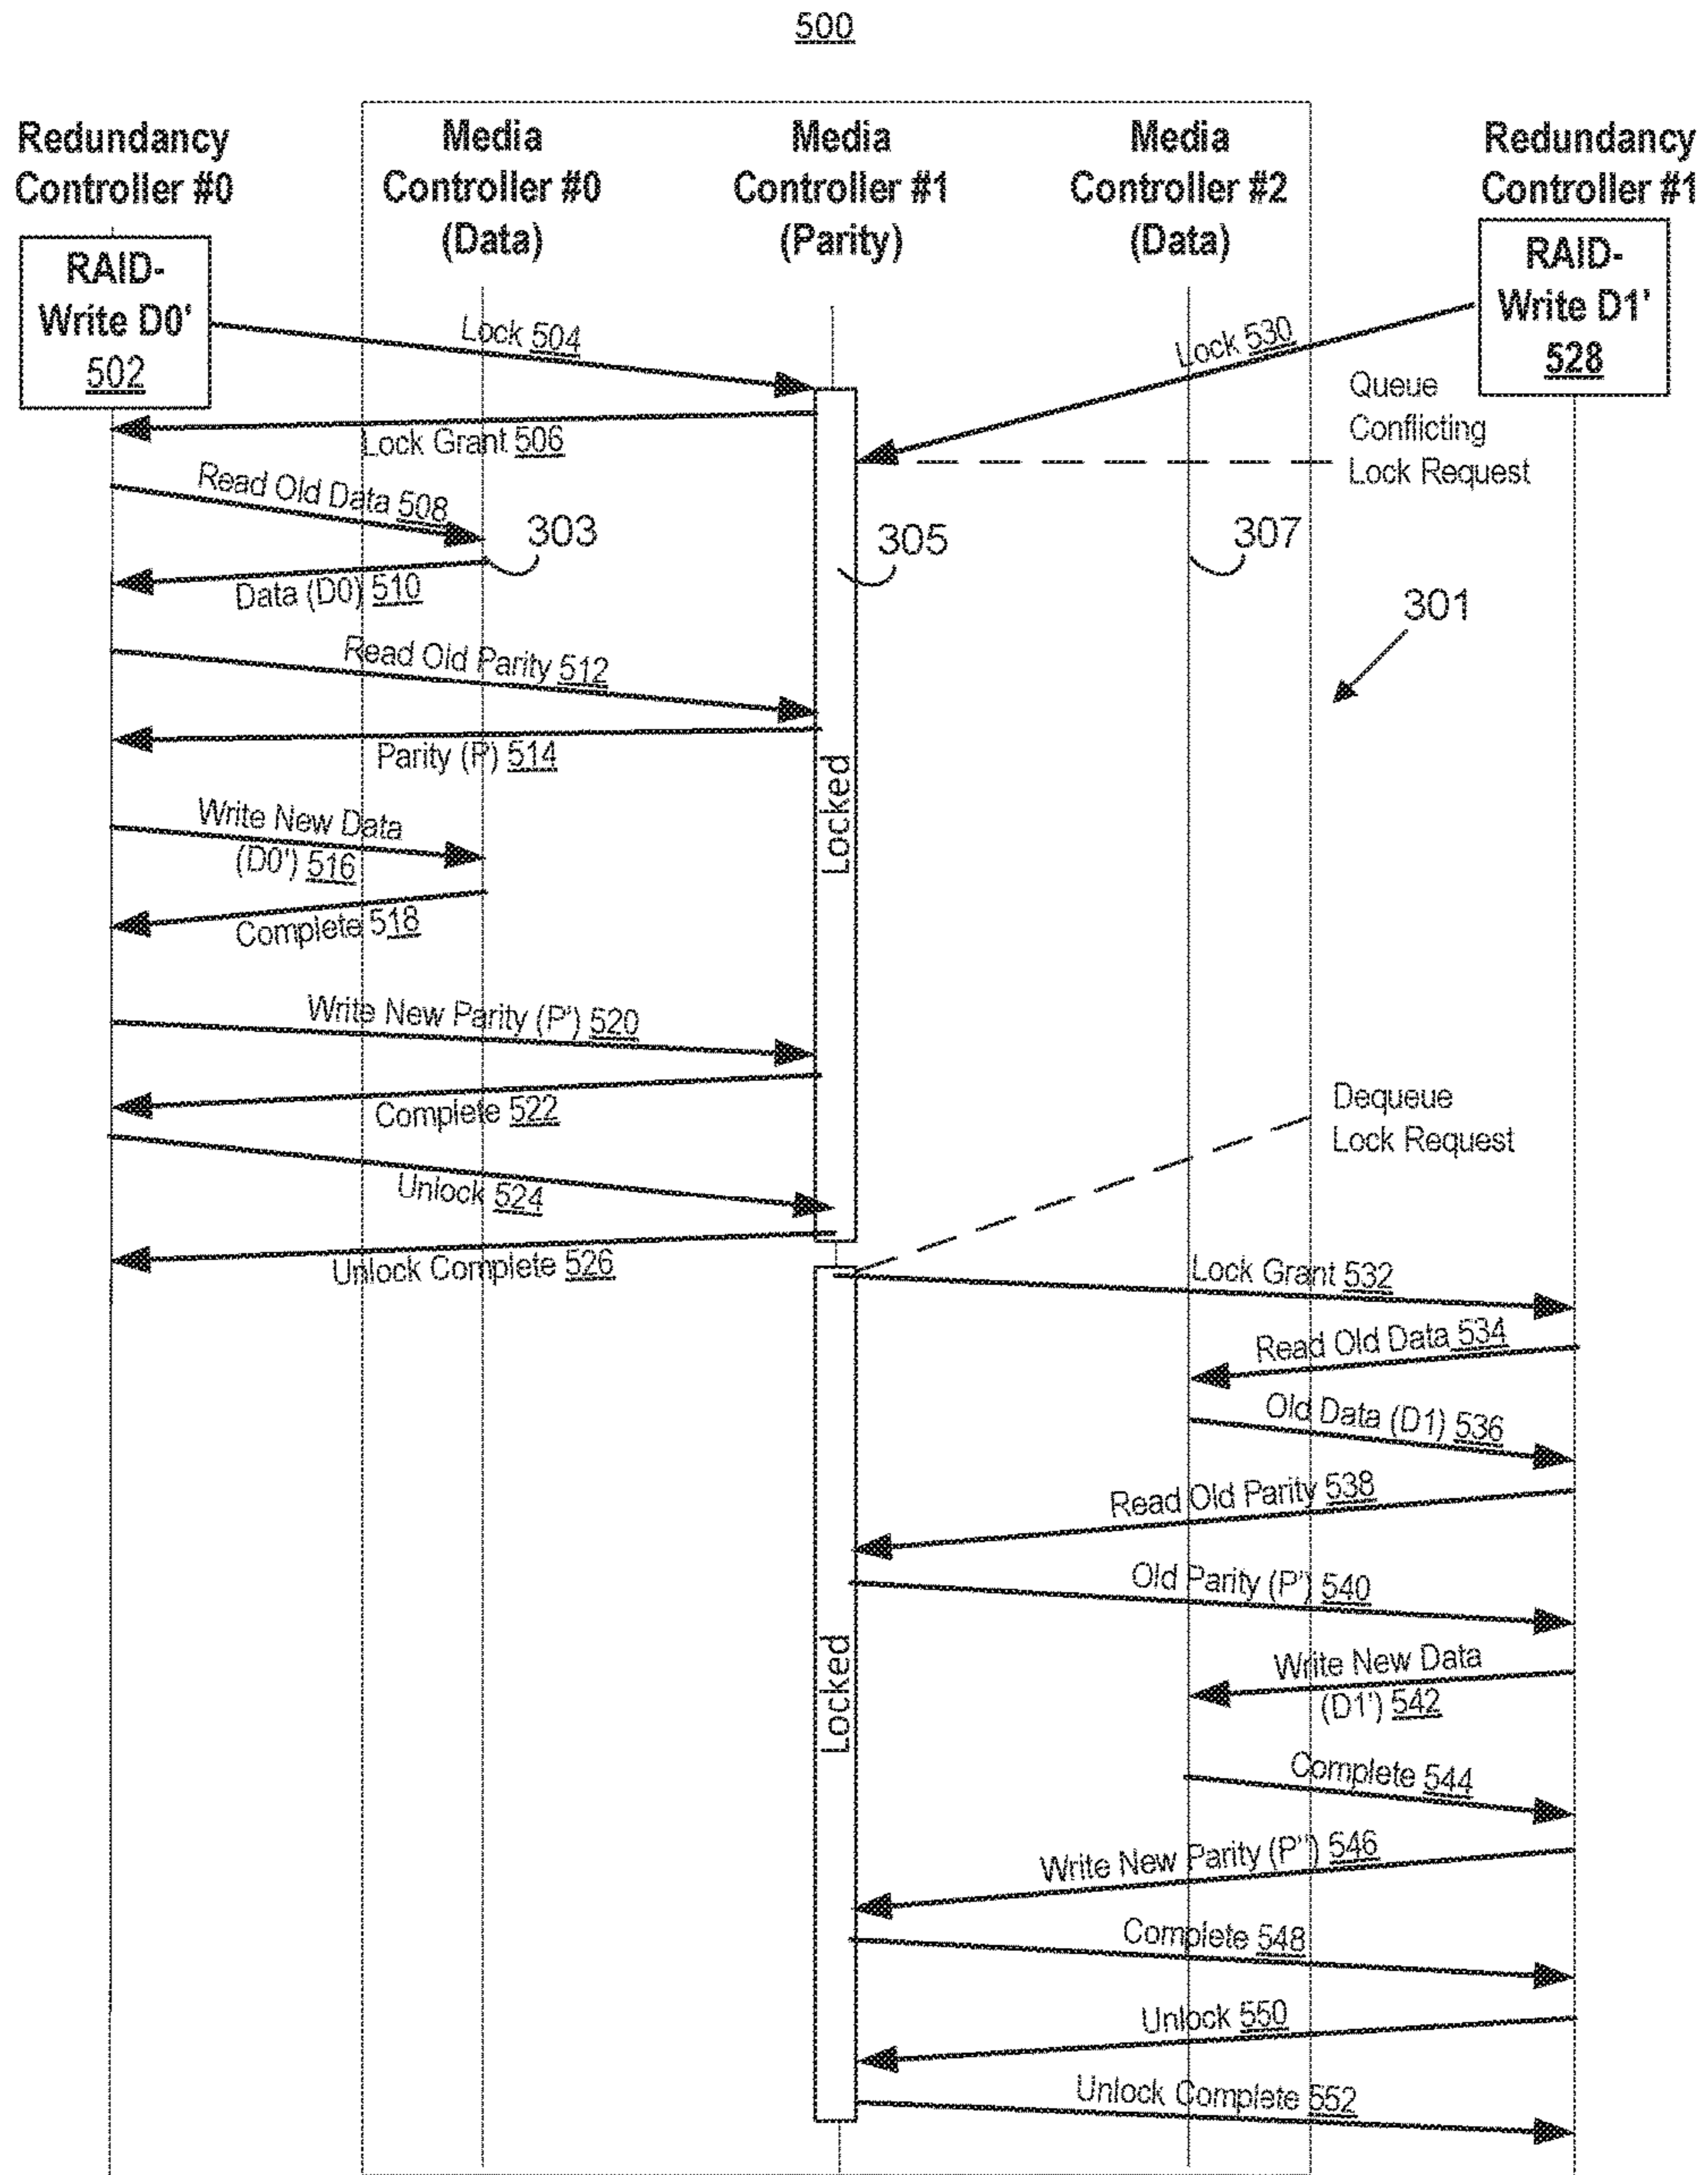 500
Redundancy
Controller #0
Media
Controller #0
(Data)
Media
Controller #1
(Parity)
Media
Controller #2
(Data)
Redundancy
Controller #1
RAID-
Write D0'
502
RAID-
Write D1'
528
Lock 504
Lock 530
Queue
Conflicting
Lock Request
Lock Grant 506
Read Old Data 508
303
305
307
Data (D0) 510
301
Read Old Parity 512
Parity (P) 514
Locked
Write New Data
(D0') 516
Complete 518
Write New Parity (P') 520
Complete 522
Dequeue
Lock Request
Unlock 524
Unlock Complete 526
Lock Grant 532
Read Old Data 534
Old Data (D1) 536
Read Old Parity 538
Old Parity (P') 540
Locked
Write New Data
(D1') 542
Complete 544
Write New Parity (P'') 546
Complete 548
Unlock 550
Unlock Complete 552